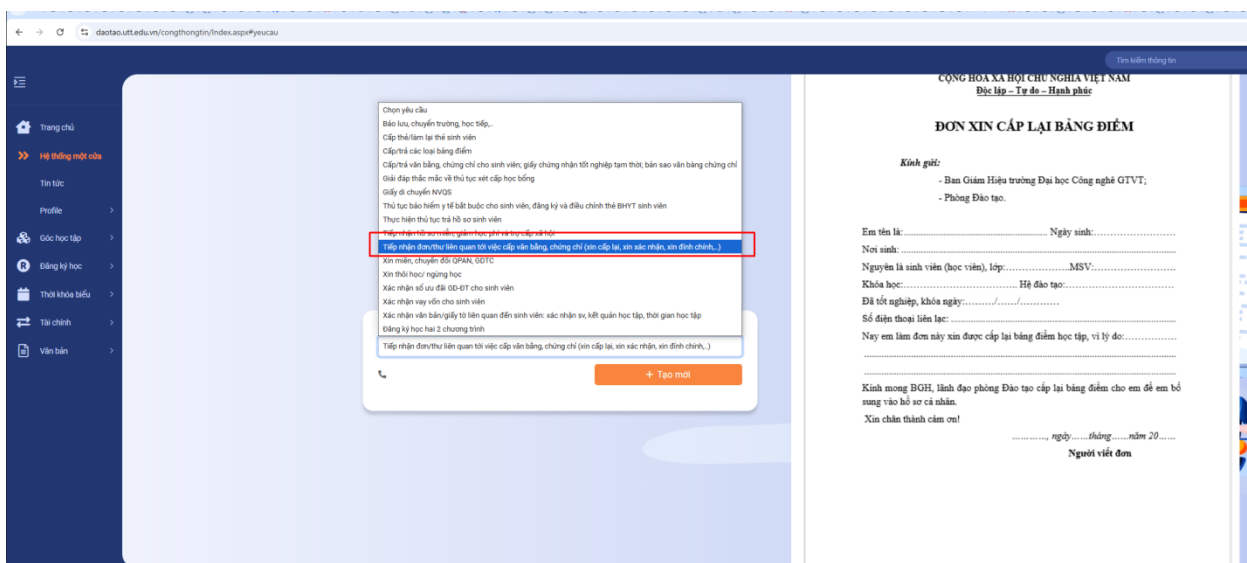 daotao.utt.edu.vn/congthongtin/Index.aspx#yeucau
Tìm kiếm thông tin
Trang chủ
Hệ thống một cửa
Tin tức
Profile
Góc học tập
Đăng ký học
Thời khóa biểu
Tài chính
Văn bản
Chọn yêu cầu
Bảo lưu, chuyển trường, học tiếp,..
Cấp thẻ/làm lại thẻ sinh viên
Cấp/trả các loại bảng điểm
Cấp/trả văn bằng, chứng chỉ cho sinh viên; giấy chứng nhận tốt nghiệp tạm thời; bản sao văn bằng chứng chỉ
Giải đáp thắc mắc về thủ tục xét cấp học bổng
Giấy di chuyển NVQS
Thủ tục bảo hiểm y tế bắt buộc cho sinh viên, đăng ký và điều chỉnh thẻ BHYT sinh viên
Thực hiện thủ tục trả hồ sơ sinh viên
Tiếp nhận hồ sơ miễn, giảm học phí và trợ cấp xã hội
Tiếp nhận đơn/thư liên quan tới việc cấp văn bằng, chứng chỉ (xin cấp lại, xin xác nhận, xin đính chính,..)
Xin miễn, chuyển đổi QPAN, GDTC
Xin thôi học/ ngừng học
Xác nhận sổ ưu đãi GD-ĐT cho sinh viên
Xác nhận vay vốn cho sinh viên
Xác nhận văn bản/giấy tờ liên quan đến sinh viên: xác nhận sv, kết quản học tập, thời gian học tập
Đăng ký học hai 2 chương trình
Tiếp nhận đơn/thư liên quan tới việc cấp văn bằng, chứng chỉ (xin cấp lại, xin xác nhận, xin đính chính,..)
+ Tạo mới
CỘNG HÒA XÃ HỘI CHỦ NGHĨA VIỆT NAM
Độc lập – Tự do – Hạnh phúc
ĐƠN XIN CẤP LẠI BẢNG ĐIỂM
Kính gửi:
- Ban Giám Hiệu trường Đại học Công nghệ GTVT;
- Phòng Đào tạo.
Em tên là:.................................................... Ngày sinh:.......................
Nơi sinh: ..........................................................................................
Nguyên là sinh viên (học viên), lớp:.....................MSV:.......................
Khóa học:..................................... Hệ đào tạo:..............................
Đã tốt nghiệp, khóa ngày:........../......./.............
Số điện thoại liên lạc: ........................................................................
Nay em làm đơn này xin được cấp lại bảng điểm học tập, vì lý do:..............
Kính mong BGH, lãnh đạo phòng Đào tạo cấp lại bảng điểm cho em để em bổ
sung vào hồ sơ cá nhân.
Xin chân thành cảm ơn!
............, ngày......tháng......năm 20......
Người viết đơn